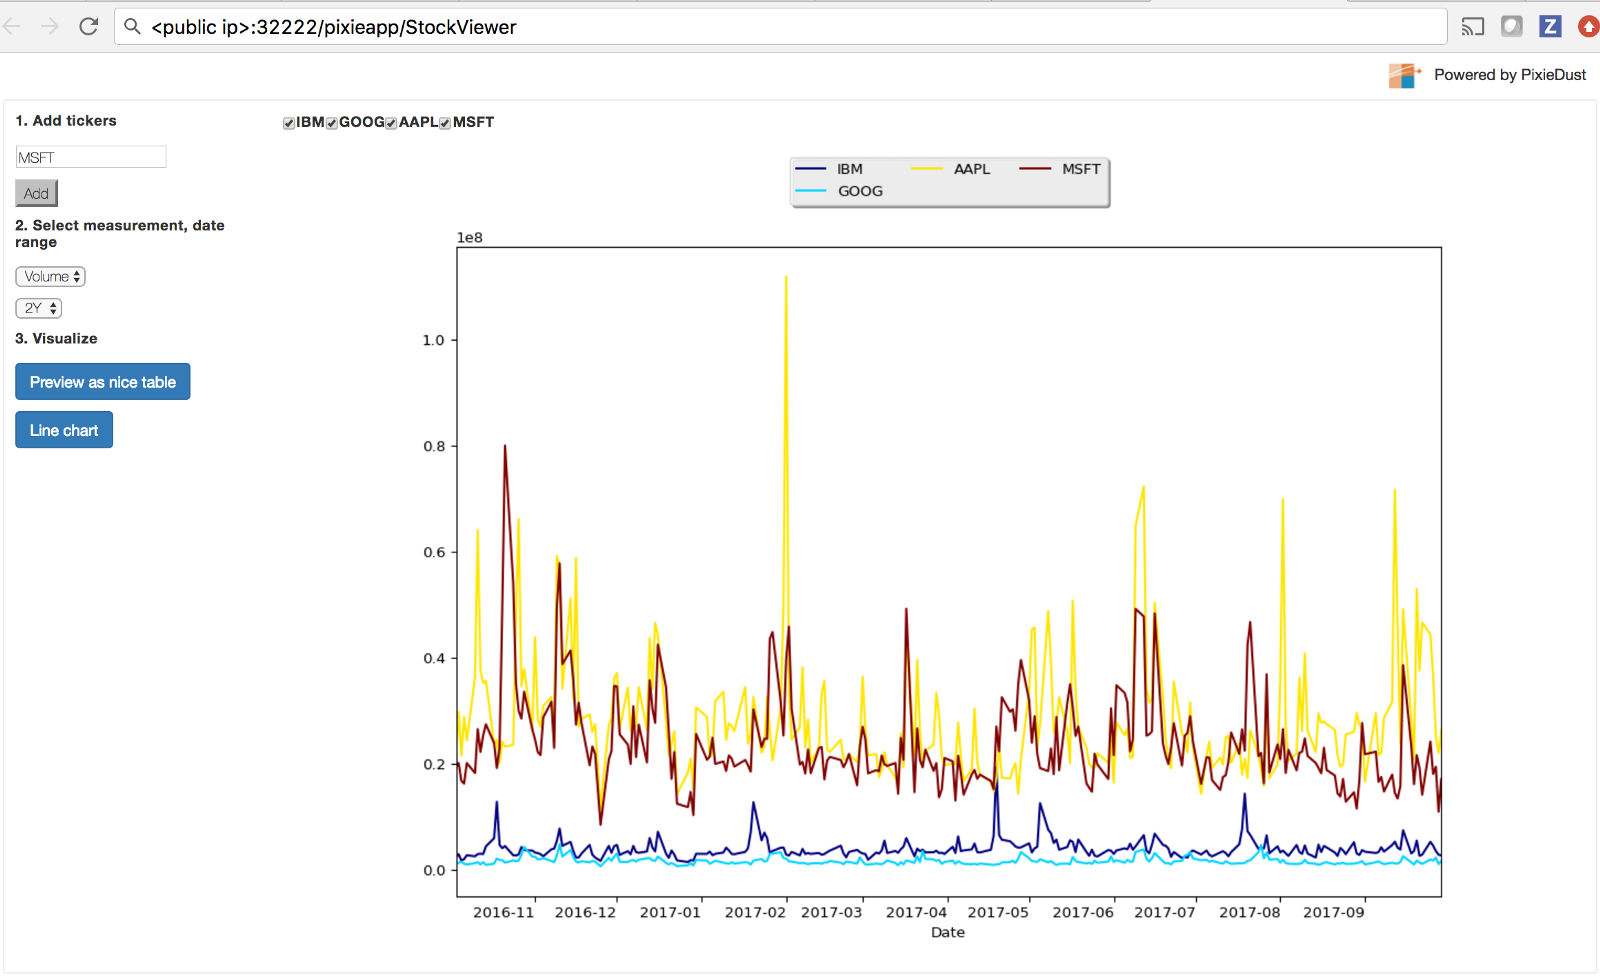 <public ip>:32222/pixieapp/StockViewer
Z
Powered by PixieDust
1. Add tickers
IBM GOOG AAPL MSFT
MSFT
Add
2. Select measurement, date
range
Volume
2Y
3. Visualize
Preview as nice table
Line chart
IBM AAPL MSFT
GOOG
1e8
1.0
0.8
0.6
0.4
0.2
0.0
2016-11 2016-12 2017-01 2017-02 2017-03 2017-04 2017-05 2017-06 2017-07 2017-08 2017-09
Date